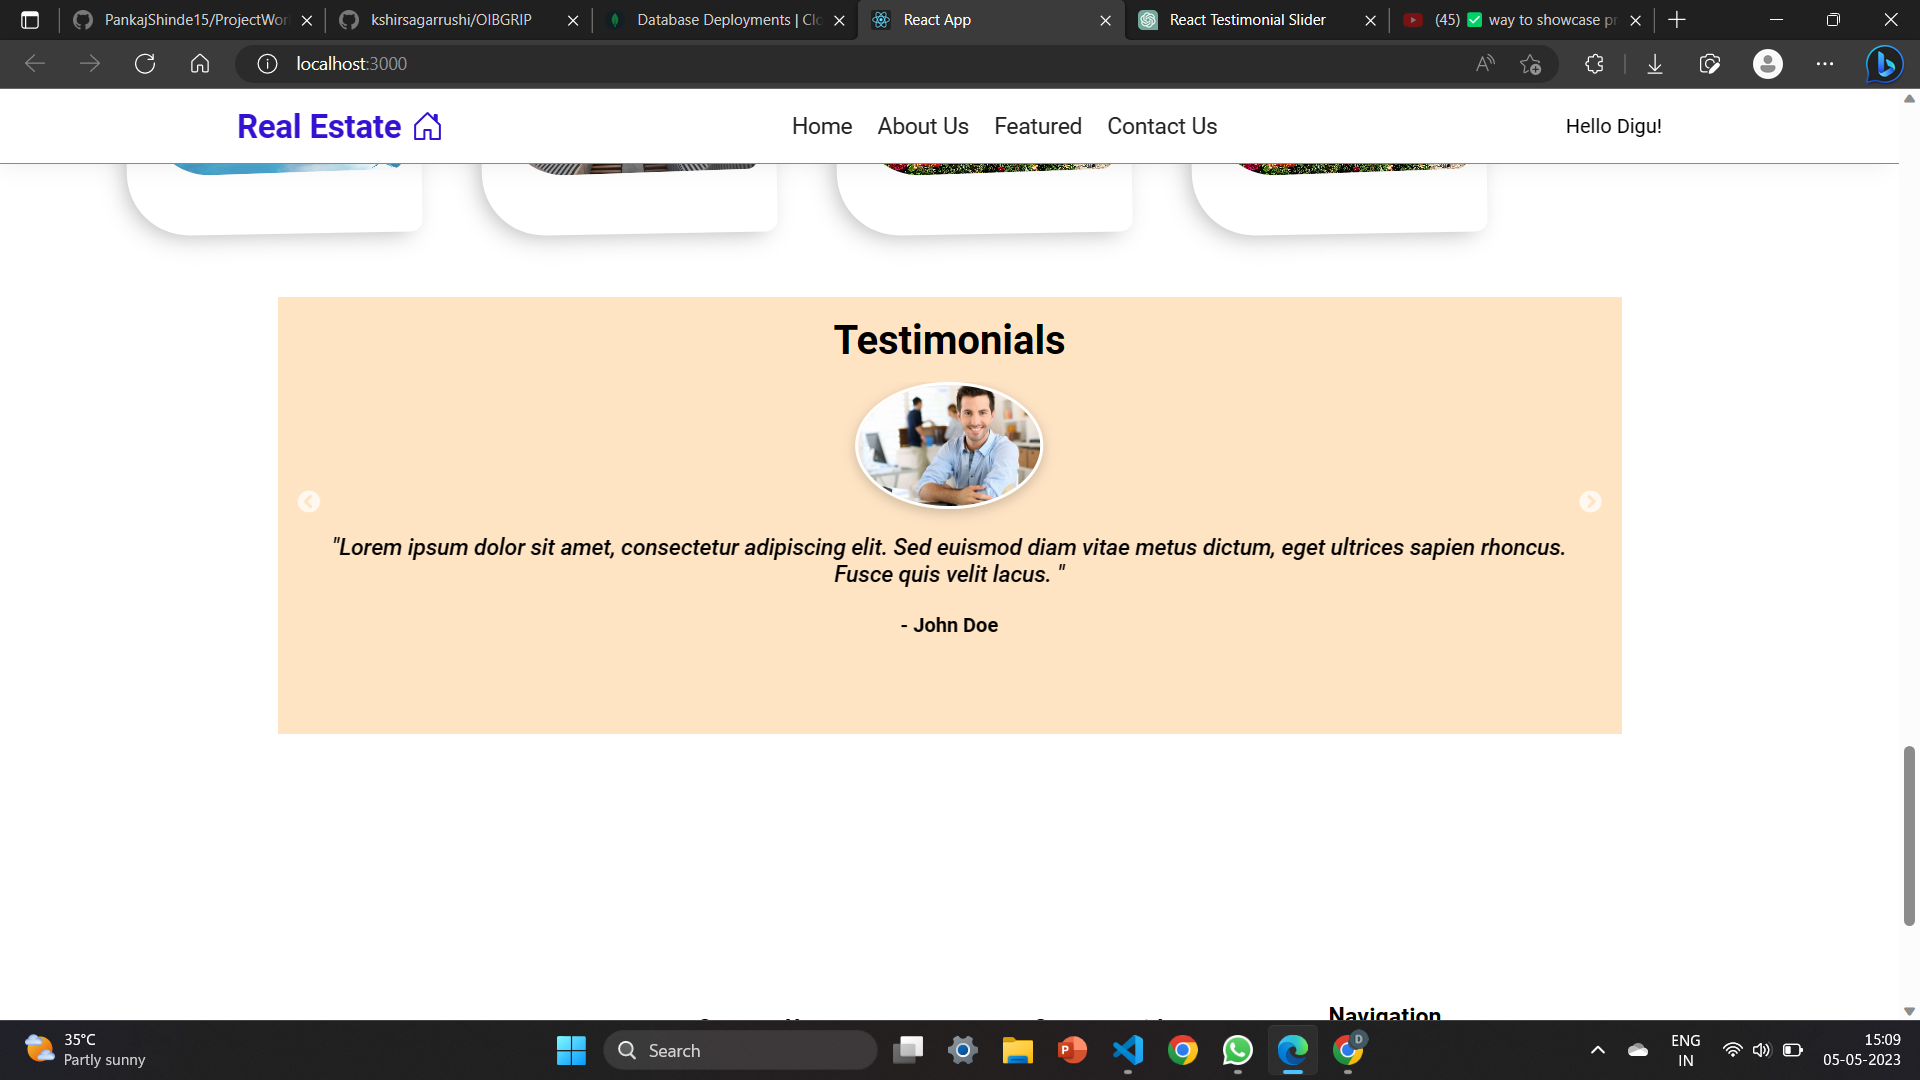 PankajShinde15/ProjectWor
kshirsagarrushi/OIBGRIP
Database Deployments | Clo
React App
React Testimonial Slider
(45) ✅ way to showcase pr
localhost:3000
Real Estate
Home About Us Featured Contact Us
Hello Digu!
Testimonials
"Lorem ipsum dolor sit amet, consectetur adipiscing elit. Sed euismod diam vitae metus dictum, eget ultrices sapien rhoncus.
Fusce quis velit lacus. "
- John Doe
Navigation
35°C
Partly sunny
Search
P
D
ENG
IN
15:09
05-05-2023